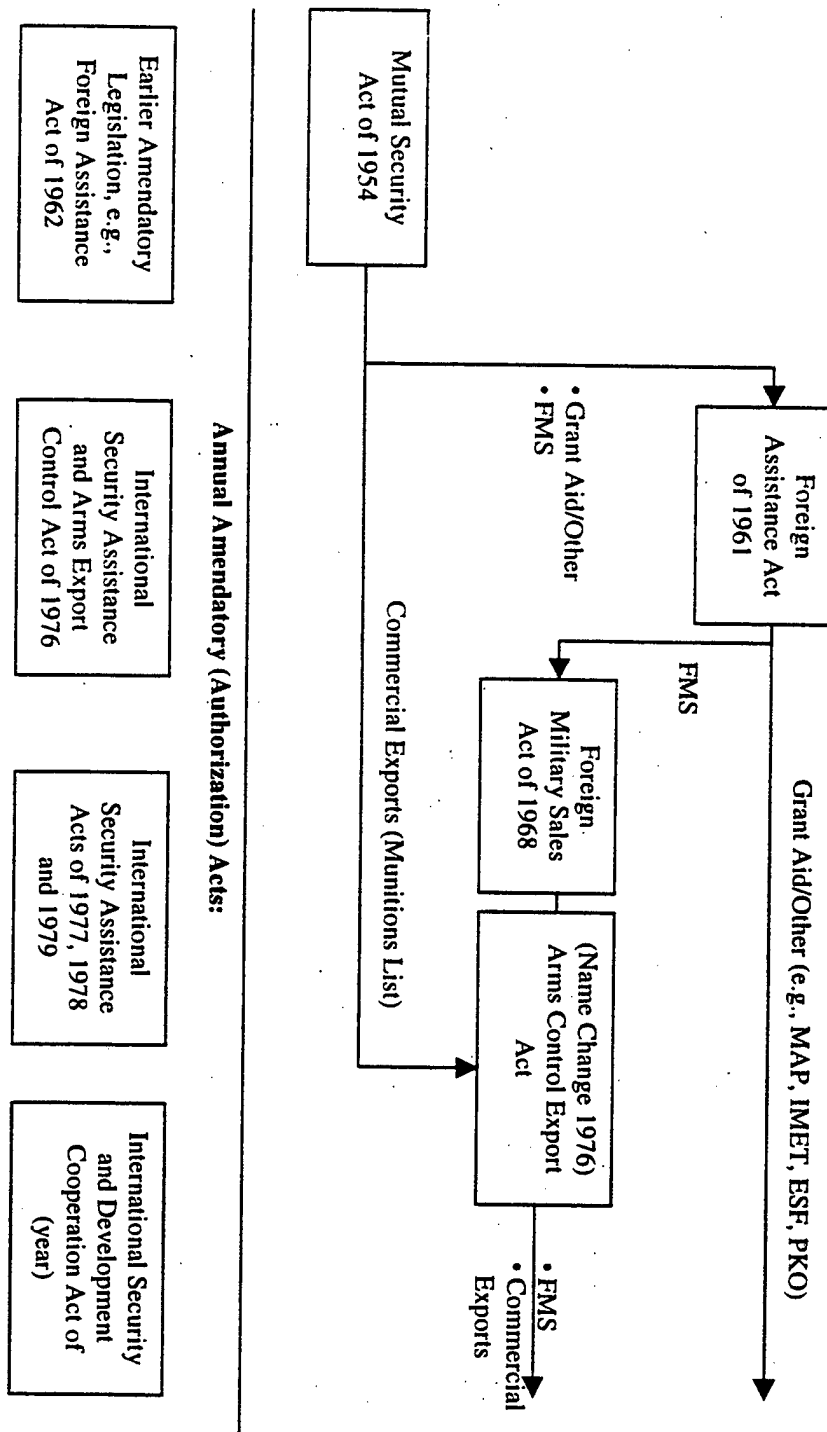 Foreign
Assistance Act
of 1961
Grant Aid/Other (e.g., MAP, IMET, ESF, PKO)
FMS
• Grant Aid/Other
• FMS
Foreign
Military Sales
Act of 1968
(Name Change 1976)
Arms Control Export
Act
• FMS
• Commercial
Exports
Mutual Security
Act of 1954
Commercial Exports (Munitions List)
Annual Amendatory (Authorization) Acts:
Earlier Amendatory
Legislation, e.g.,
Foreign Assistance
Act of 1962
International
Security Assistance
and Arms Export
Control Act of 1976
International
Security Assistance
Acts of 1977, 1978
and 1979
International Security
and Development
Cooperation Act of
(year)